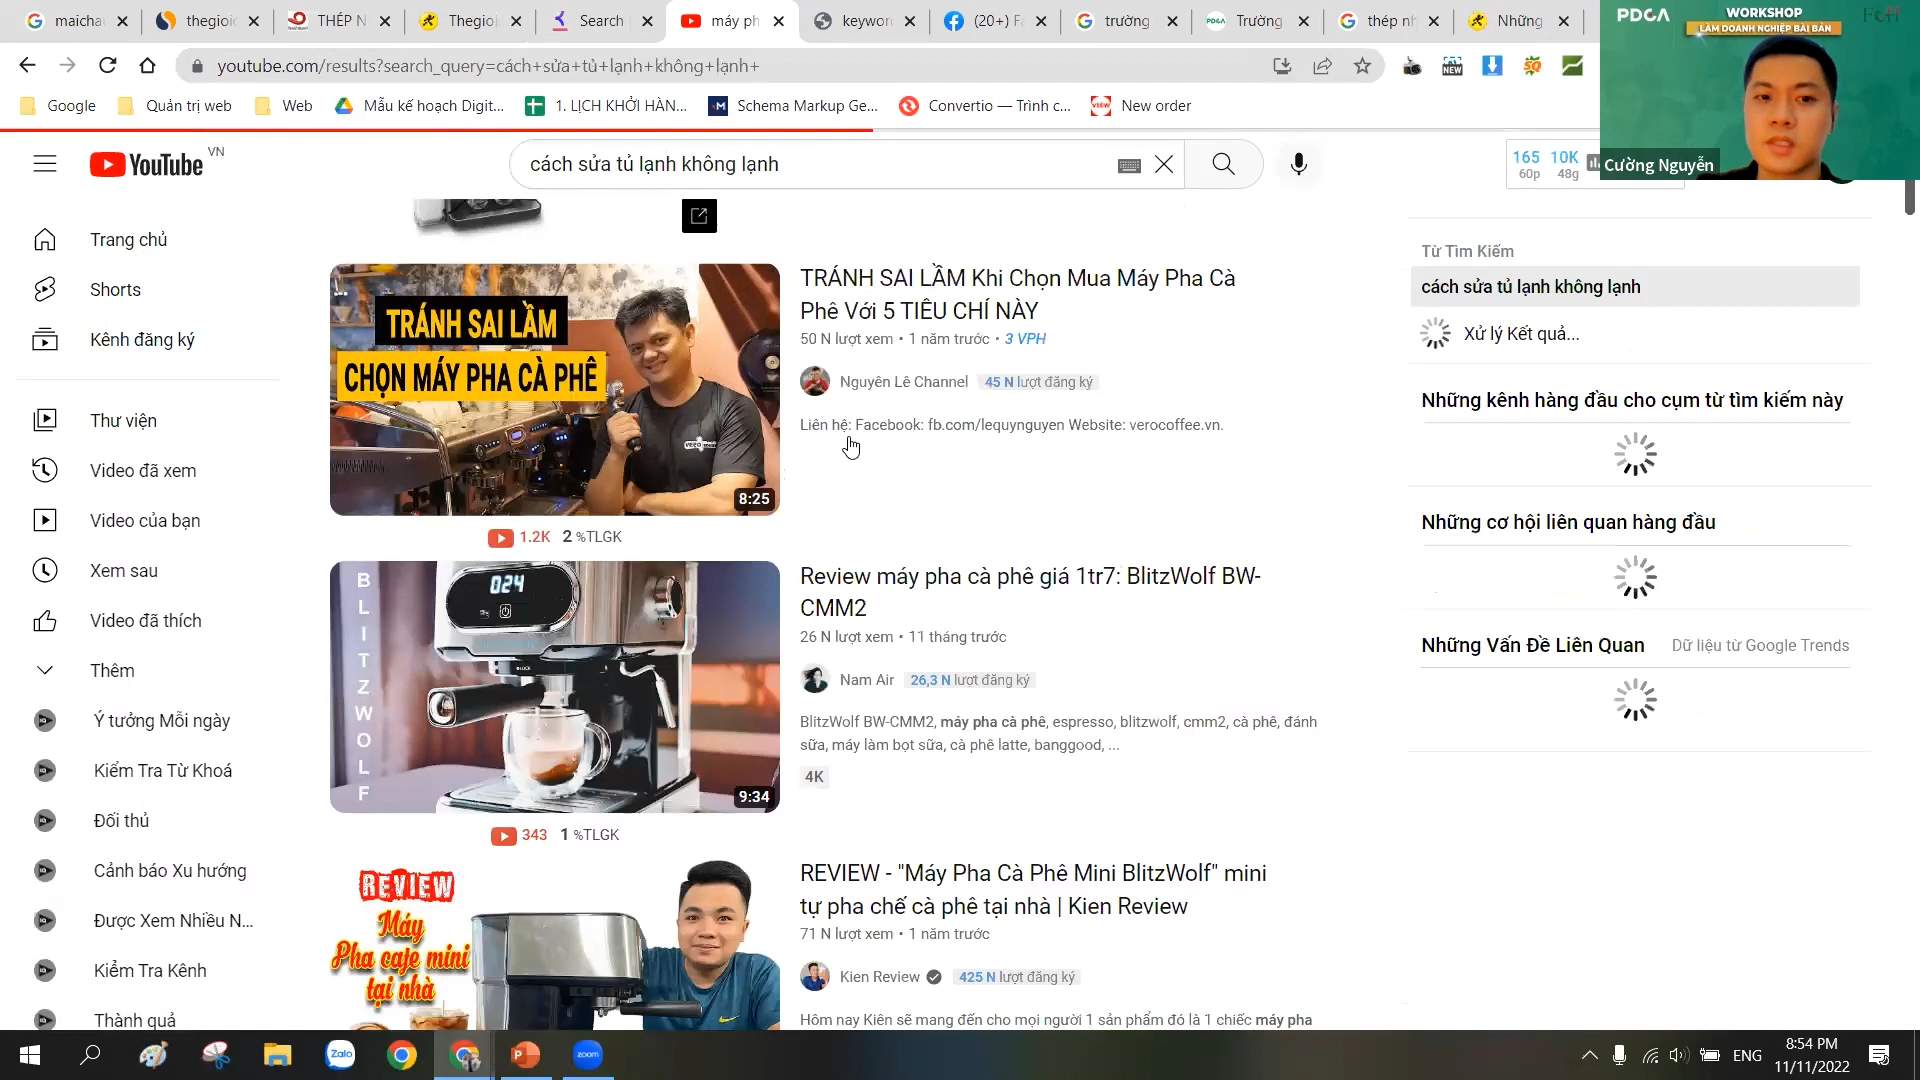 maicha
thegioi
THÉP N
Thegioi
Search
máy ph
keywor
(20+) Fa
trường
Trường
thép nh
Những
PDCA
WORKSHOP
LÀM DOANH NGHIỆP BÀI BẢN
youtube.com/results?search_query=cách+sửa+tủ+lạnh+không+lạnh+
NEW
Google
Quản trị web
Web
Mẫu kế hoạch Digit...
1. LỊCH KHỞI HÀN...
Schema Markup Ge...
Convertio — Trình c...
New order
Cường Nguyễn
YouTube VN
cách sửa tủ lạnh không lạnh
165 10K
60p 48g
Trang chủ
Shorts
Kênh đăng ký
Thư viện
Video đã xem
Video của bạn
Xem sau
Video đã thích
Thêm
Ý tưởng Mỗi ngày
Kiểm Tra Từ Khoá
Đối thủ
Cảnh báo Xu hướng
Được Xem Nhiều N...
Kiểm Tra Kênh
Thành quả
TRÁNH SAI LẦM
CHỌN MÁY PHA CÀ PHÊ
8:25
1.2K 2 %TLGK
TRÁNH SAI LẦM Khi Chọn Mua Máy Pha Cà
Phê Với 5 TIÊU CHÍ NÀY
50 N lượt xem • 1 năm trước • 3 VPH
Nguyên Lê Channel 45 N lượt đăng ký
Liên hệ: Facebook: fb.com/lequynguyen Website: verocoffee.vn.
BLITZWOLF
024
9:34
343 1 %TLGK
Review máy pha cà phê giá 1tr7: BlitzWolf BW-
CMM2
26 N lượt xem • 11 tháng trước
Nam Air 26,3 N lượt đăng ký
BlitzWolf BW-CMM2, máy pha cà phê, espresso, blitzwolf, cmm2, cà phê, đánh
sữa, máy làm bọt sữa, cà phê latte, banggood, ...
4K
REVIEW
Máy
Pha cafe mini
tại nhà
REVIEW - "Máy Pha Cà Phê Mini BlitzWolf" mini
tự pha chế cà phê tại nhà | Kien Review
71 N lượt xem • 1 năm trước
Kien Review 425 N lượt đăng ký
Hôm nay Kiên sẽ mang đến cho mọi người 1 sản phẩm đó là 1 chiếc máy pha
Từ Tìm Kiếm
cách sửa tủ lạnh không lạnh
Xử lý Kết quả...
Những kênh hàng đầu cho cụm từ tìm kiếm này
Những cơ hội liên quan hàng đầu
Những Vấn Đề Liên Quan Dữ liệu từ Google Trends
Zalo
zoom
ENG
8:54 PM
11/11/2022